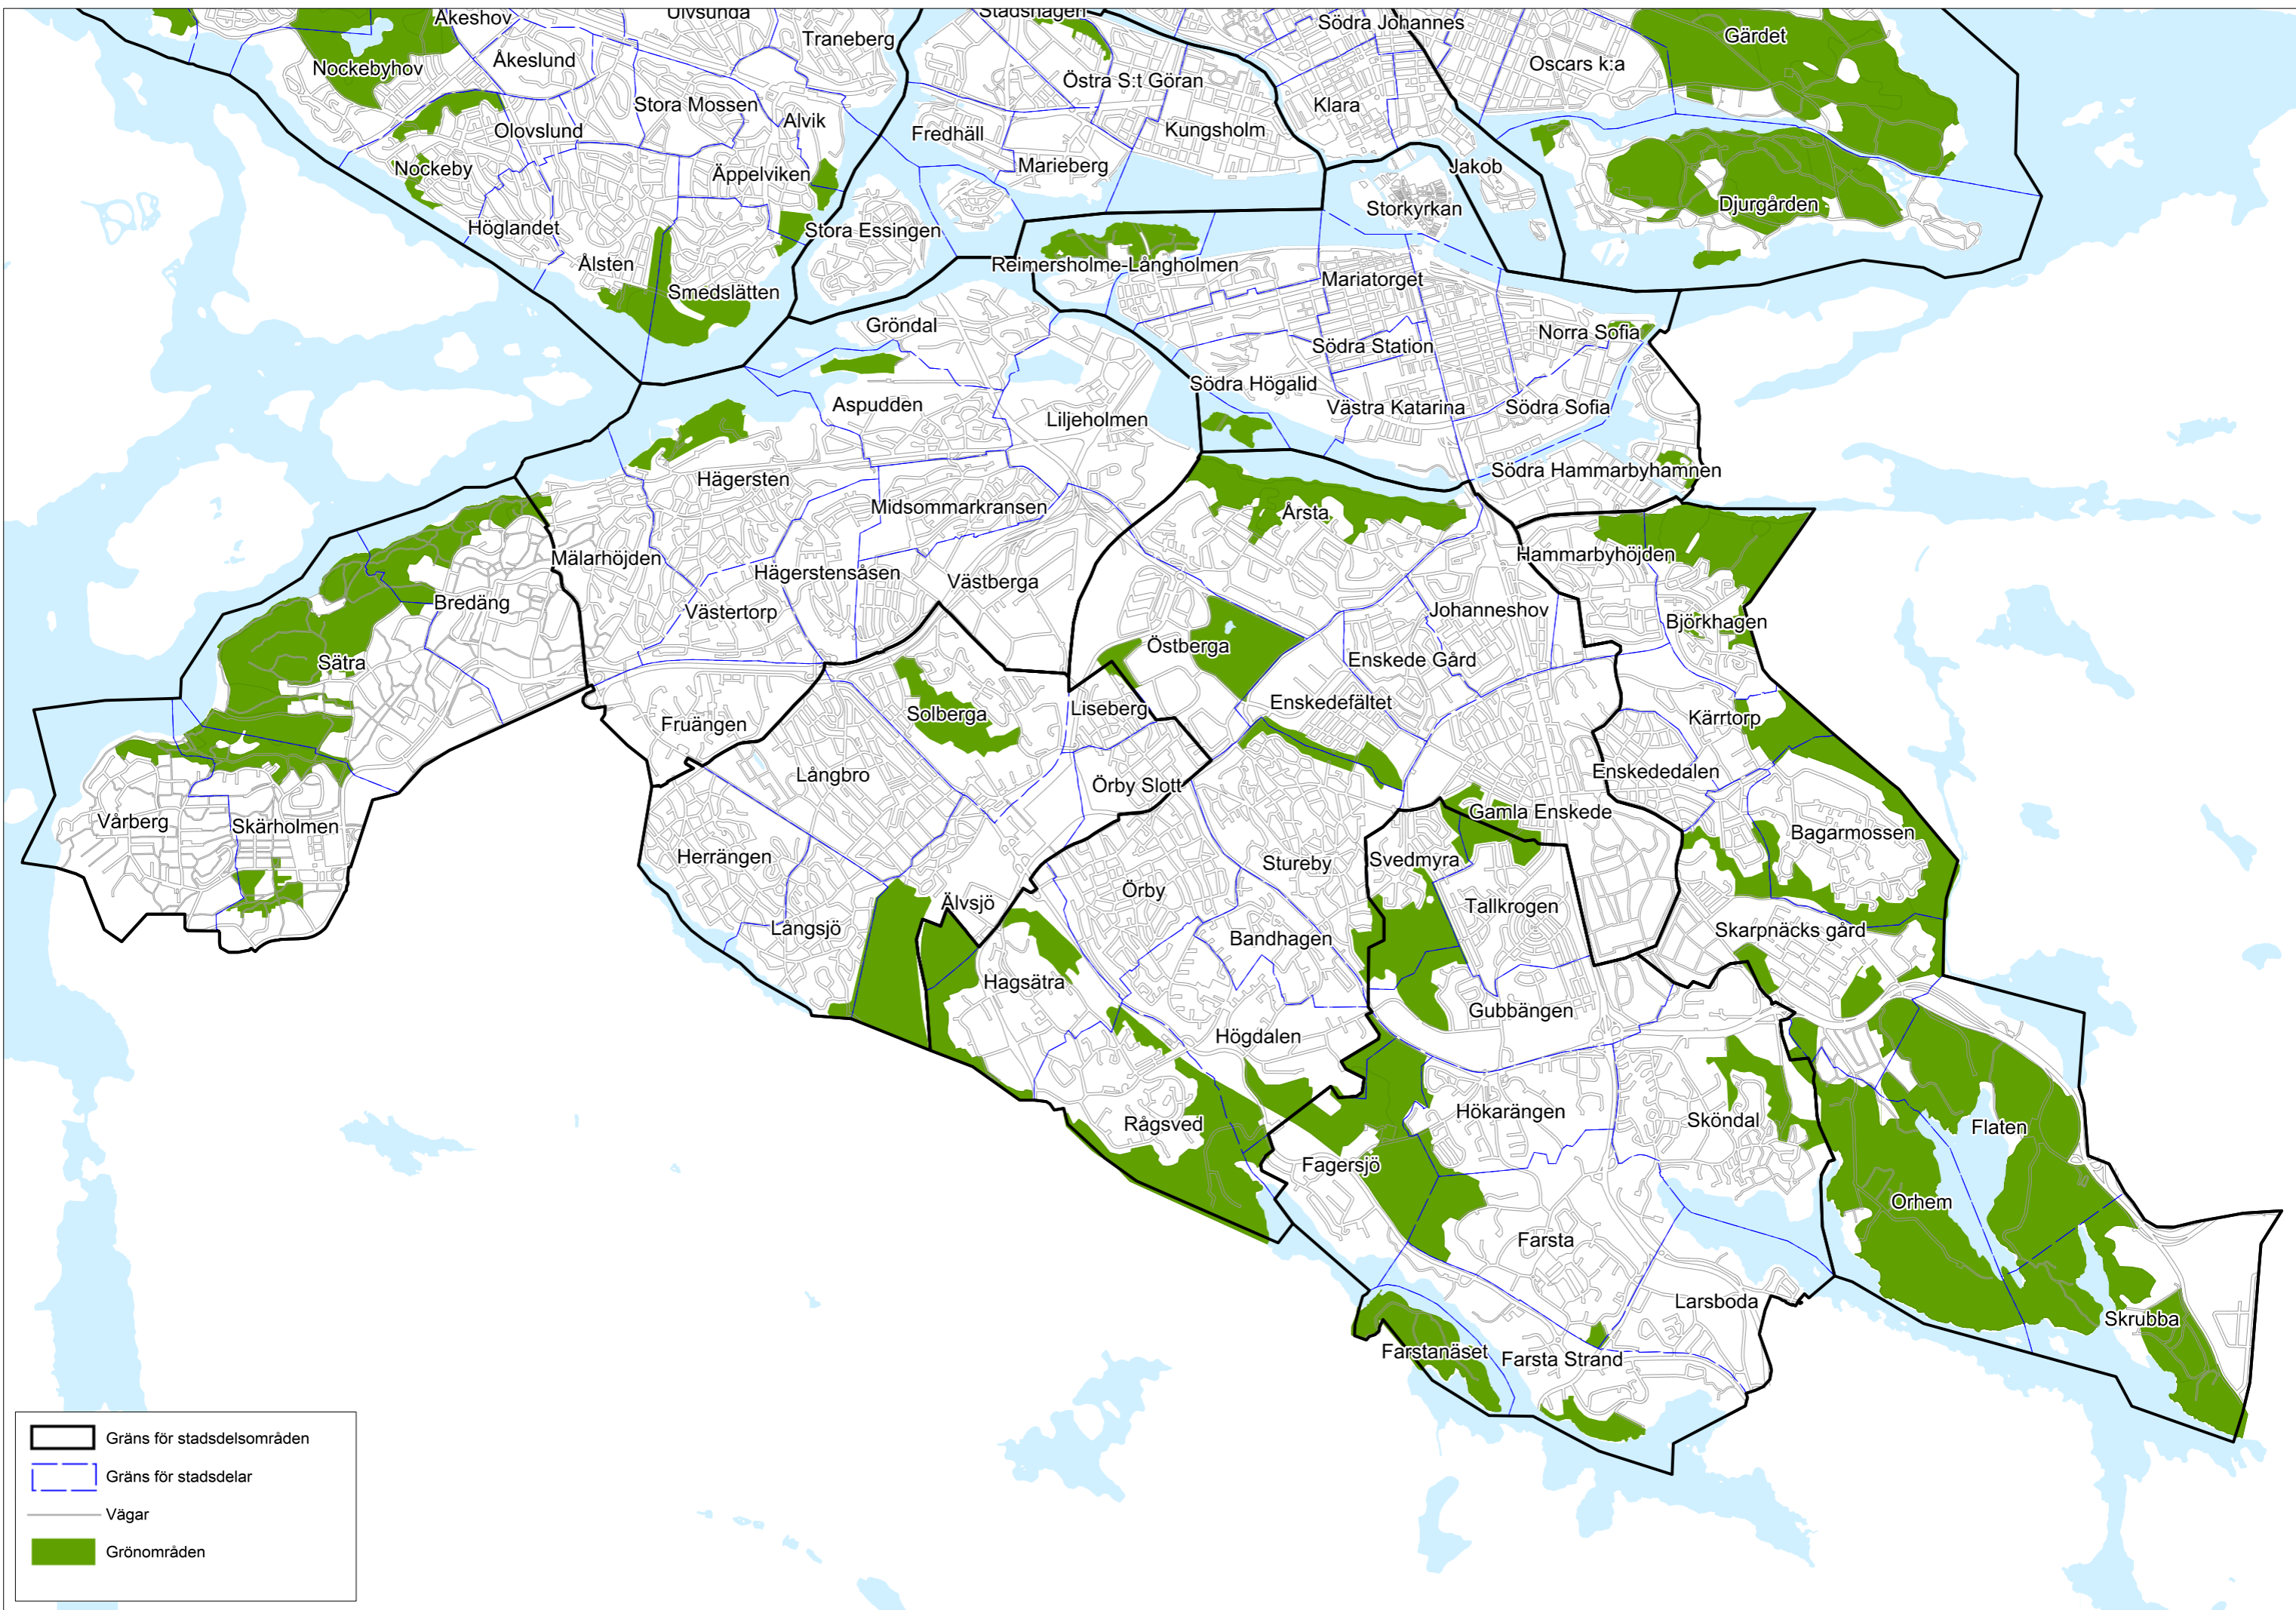 Åkeshov
Ulvsunda
Stadshagen
Södra Johannes
Gärdet
Traneberg
Nockebyhov
Åkeslund
Östra S:t Göran
Oscars k:a
Stora Mossen
Klara
Alvik
Olovslund
Fredhäll
Kungsholm
Nockeby
Äppelviken
Marieberg
Jakob
Storkyrkan
Djurgården
Höglandet
Stora Essingen
Ålsten
Reimersholme-Långholmen
Smedslätten
Mariatorget
Gröndal
Norra Sofia
Södra Station
Södra Högalid
Aspudden
Liljeholmen
Västra Katarina
Södra Sofia
Hägersten
Södra Hammarbyhamnen
Midsommarkransen
Årsta
Mälarhöjden
Hammarbyhöjden
Hägerstensåsen
Västberga
Bredäng
Västertorp
Johanneshov
Björkhagen
Sätra
Östberga
Enskede Gård
Fruängen
Solberga
Liseberg
Enskedefältet
Kärrtorp
Långbro
Örby Slott
Enskededalen
Vårberg
Skärholmen
Gamla Enskede
Bagarmossen
Herrängen
Stureby
Svedmyra
Älvsjö
Örby
Tallkrogen
Långsjö
Bandhagen
Skarpnäcks gård
Hagsätra
Gubbängen
Högdalen
Rågsved
Hökarängen
Sköndal
Flaten
Fagersjö
Orhem
Farsta
Larsboda
Skrubba
Farstanäset
Farsta Strand
Gräns för stadsdelsområden
Gräns för stadsdelar
Vägar
Grönområden